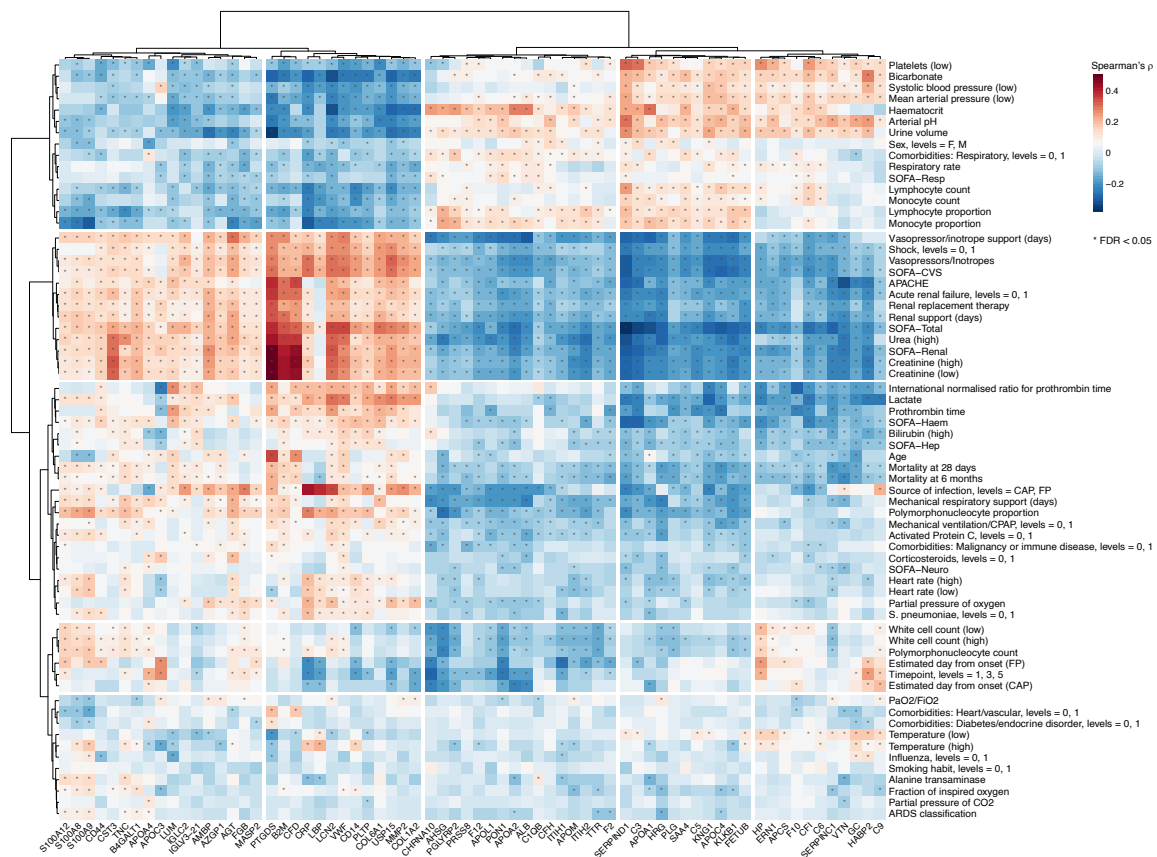 Platelets (low)
Bicarbonate
Systolic blood pressure (low)
Mean arterial pressure (low)
Haematocrit
Arterial pH
Urine volume
Sex, levels = F, M
Comorbidities: Respiratory, levels = 0, 1
Respiratory rate
SOFA−Resp
Lymphocyte count
Monocyte count
Lymphocyte proportion
Monocyte proportion
Vasopressor/inotrope support (days)
Shock, levels = 0, 1
Vasopressors/Inotropes
SOFA−CVS
APACHE
Acute renal failure, levels = 0, 1
Renal replacement therapy
Renal support (days)
SOFA−Total
Urea (high)
SOFA−Renal
Creatinine (high)
Creatinine (low)
International normalised ratio for prothrombin time
Lactate
Prothrombin time
SOFA−Haem
Bilirubin (high)
SOFA−Hep
Age
Mortality at 28 days
Mortality at 6 months
Source of infection, levels = CAP, FP
Mechanical respiratory support (days)
Polymorphonucleocyte proportion
Mechanical ventilation/CPAP, levels = 0, 1
Activated Protein C, levels = 0, 1
Comorbidities: Malignancy or immune disease, levels = 0, 1
Corticosteroids, levels = 0, 1
SOFA−Neuro
Heart rate (high)
Heart rate (low)
Partial pressure of oxygen
S. pneumoniae, levels = 0, 1
White cell count (low)
White cell count (high)
Polymorphonucleocyte count
Estimated day from onset (FP)
Timepoint, levels = 1, 3, 5
Estimated day from onset (CAP)
PaO2/FiO2
Comorbidities: Heart/vascular, levels = 0, 1
Comorbidities: Diabetes/endocrine disorder, levels = 0, 1
Temperature (low)
Temperature (high)
Influenza, levels = 0, 1
Smoking habit, levels = 0, 1
Alanine transaminase
Fraction of inspired oxygen
Partial pressure of CO2
ARDS classification
Spearman's ρ
0.4
0.2
0
−0.2
* FDR < 0.05
S100A12
S100A8
S100A9
CD44
CST3
TNC
B4GALT1
APOC3
LUM
IGLC2
IGLV3−21
AMBP
AZGP1
AGT
TGFBI
MASP2
PTGDS
B2M
CFD
CRP
LBP
LCN2
VWF
CD14
PLTP
COL6A1
USP15
MMP2
COL1A2
CHRNA10
AHSG
PGLYRP2
PRSS8
APOL1
PON1
APOA2
ALB
C1QB
CFH
ITIH1
APOM
ITIH2
TTR
F2
SERPIND1
C3
APOA1
HRG
PLG
SAA4
C5
KNG1
APOC1
KLKB1
FETUB
HP
ERN1
APCS
F10
CFI
C6
SERPINC1
VTN
GC
HABP2
C9